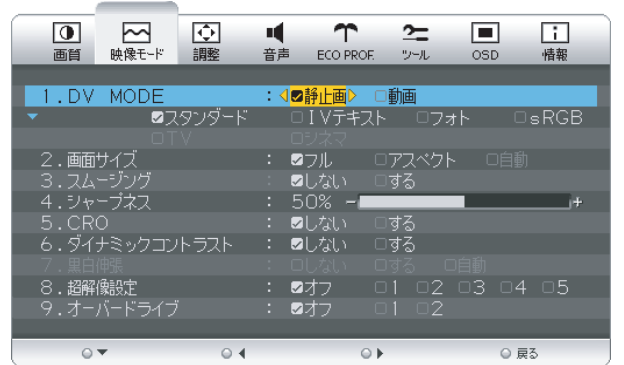 画質 映像モード 調整 音声 ECO PROF. ツール OSD 情報
1.DV MODE : 静止画 動画
スタンダード IVテキスト フォト sRGB
TV シネマ
2.画面サイズ : フル アスペクト 自動
3.スムージング : しない する
4.シャープネス : 50% - +
5.CRO : しない する
6.ダイナミックコントラスト : しない する
7.黒白伸張 : しない する 自動
8.超解像設定 : オフ 1 2 3 4 5
9.オーバードライブ : オフ 1 2
戻る